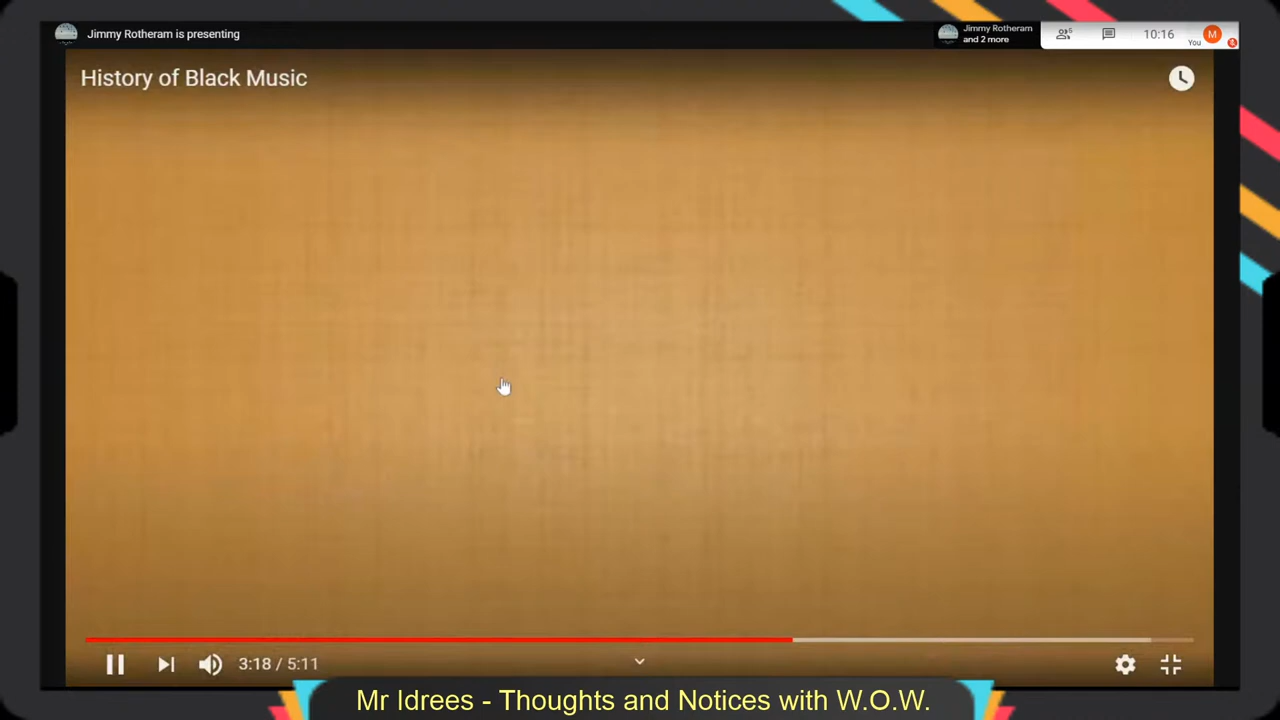 Jimmy Rotheram is presenting
Jimmy Rotheram
and 2 more
6
10:16
You
M
History of Black Music
3:18 / 5:11
Mr Idrees - Thoughts and Notices with W.O.W.